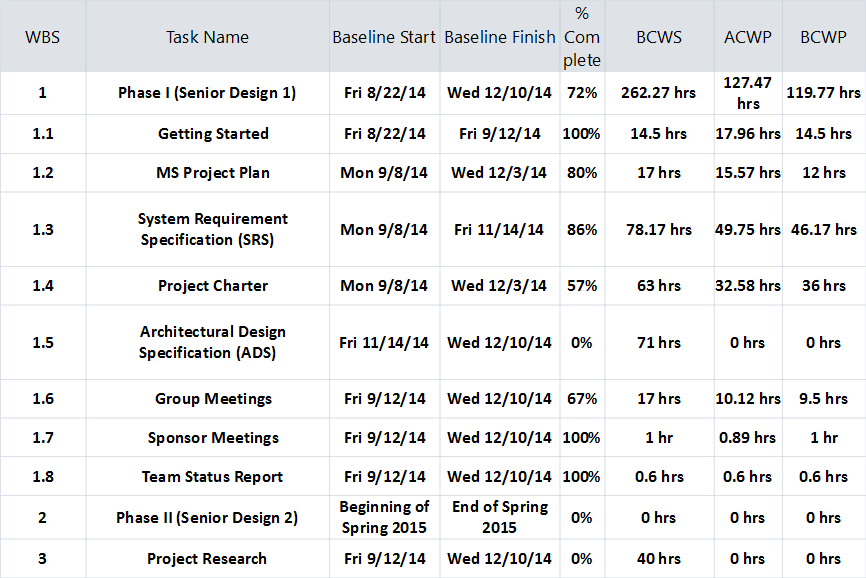 WBS Task Name Baseline Start Baseline Finish % Com plete BCWS ACWP BCWP
1 Phase I (Senior Design 1) Fri 8/22/14 Wed 12/10/14 72% 262.27 hrs 127.47 hrs 119.77 hrs
1.1 Getting Started Fri 8/22/14 Fri 9/12/14 100% 14.5 hrs 17.96 hrs 14.5 hrs
1.2 MS Project Plan Mon 9/8/14 Wed 12/3/14 80% 17 hrs 15.57 hrs 12 hrs
1.3 System Requirement Specification (SRS) Mon 9/8/14 Fri 11/14/14 86% 78.17 hrs 49.75 hrs 46.17 hrs
1.4 Project Charter Mon 9/8/14 Wed 12/3/14 57% 63 hrs 32.58 hrs 36 hrs
1.5 Architectural Design Specification (ADS) Fri 11/14/14 Wed 12/10/14 0% 71 hrs 0 hrs 0 hrs
1.6 Group Meetings Fri 9/12/14 Wed 12/10/14 67% 17 hrs 10.12 hrs 9.5 hrs
1.7 Sponsor Meetings Fri 9/12/14 Wed 12/10/14 100% 1 hr 0.89 hrs 1 hr
1.8 Team Status Report Fri 9/12/14 Wed 12/10/14 100% 0.6 hrs 0.6 hrs 0.6 hrs
2 Phase II (Senior Design 2) Beginning of Spring 2015 End of Spring 2015 0% 0 hrs 0 hrs 0 hrs
3 Project Research Fri 9/12/14 Wed 12/10/14 0% 40 hrs 0 hrs 0 hrs